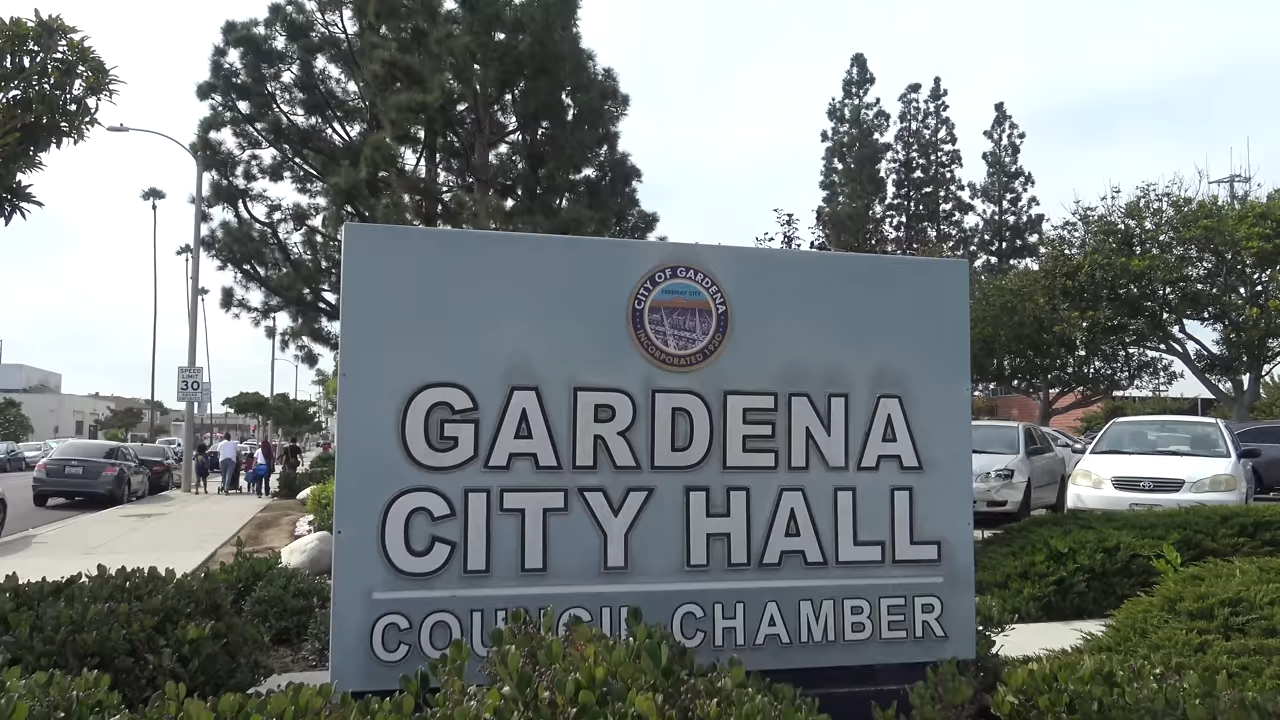 CITY OF GARDENA
FREEWAY CITY
INCORPORATED 1930
GARDENA
CITY HALL
COUNCIL CHAMBER
SPEED
LIMIT
30